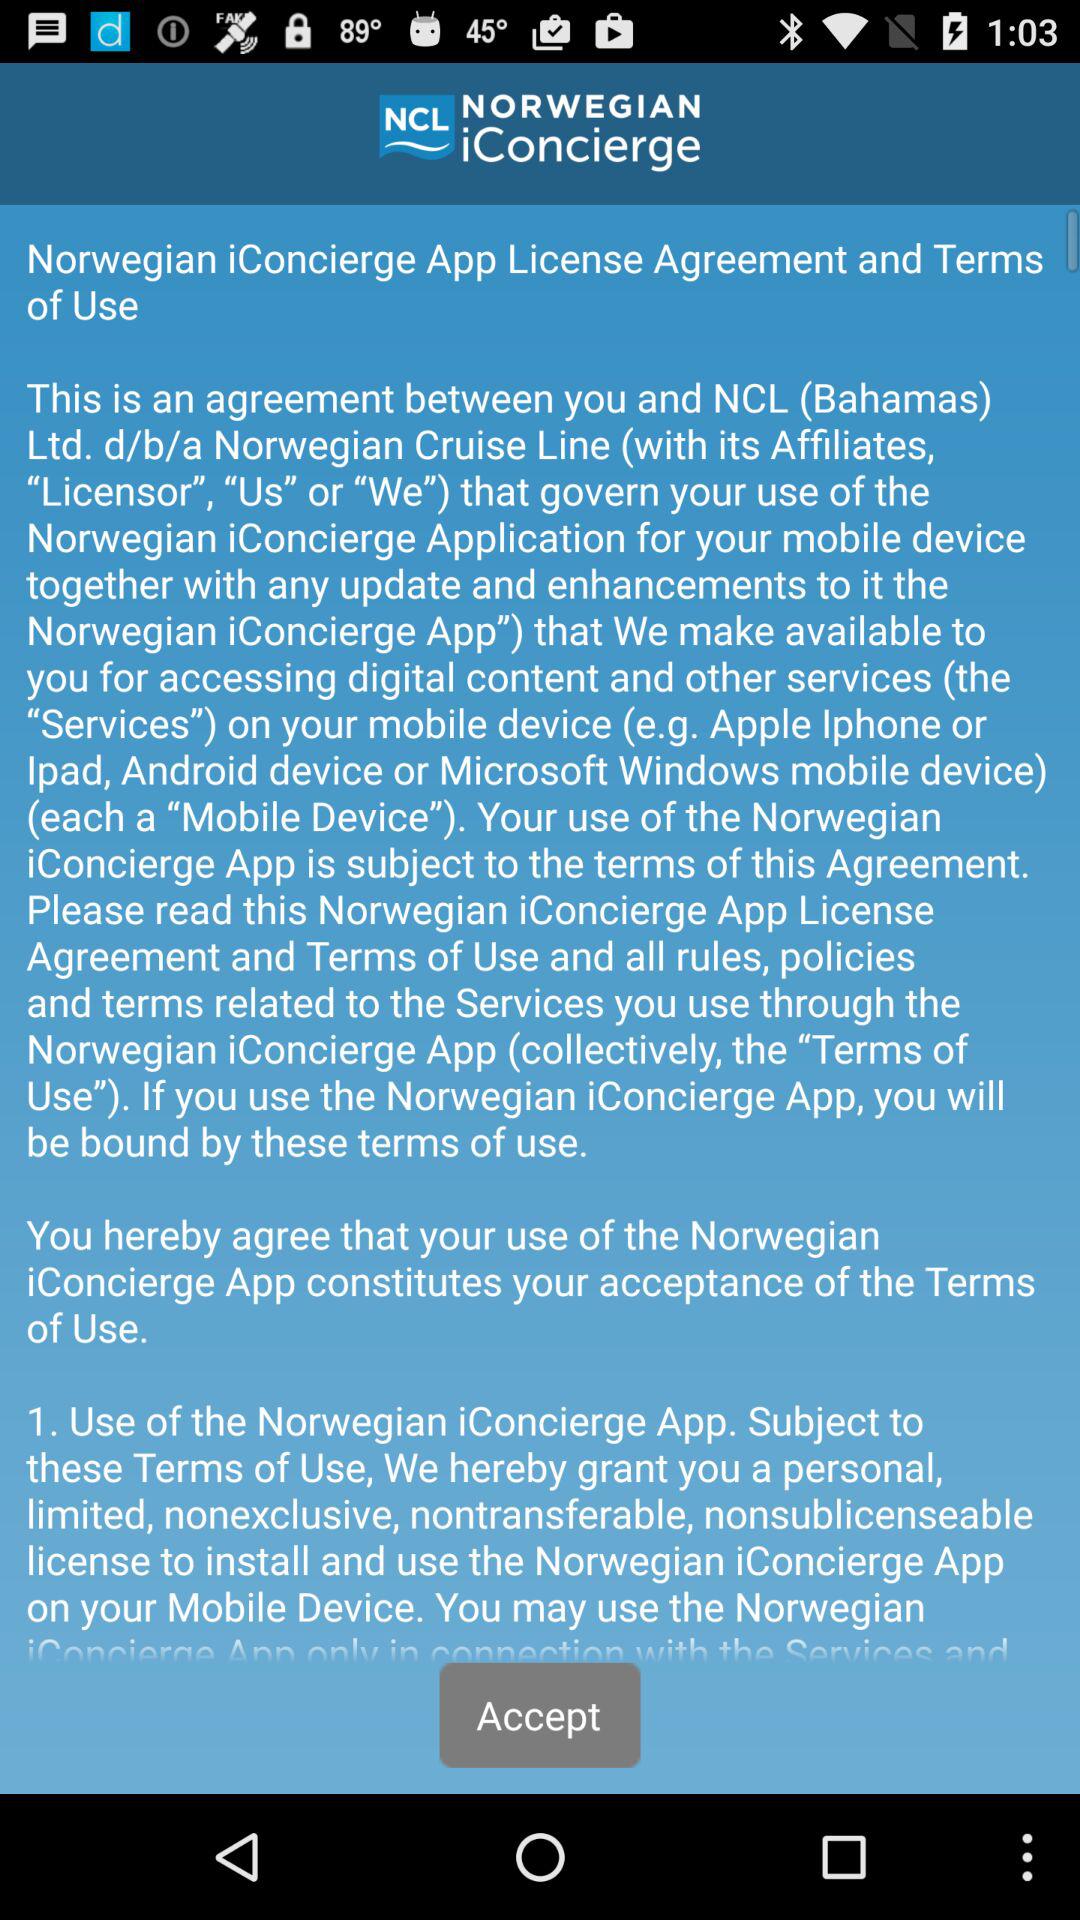 FAKE 89° 45° 1:03
NCL NORWEGIAN
iConcierge
Norwegian iConcierge App License Agreement and Terms
of Use
This is an agreement between you and NCL (Bahamas)
Ltd. d/b/a Norwegian Cruise Line (with its Affiliates,
“Licensor”, “Us” or “We”) that govern your use of the
Norwegian iConcierge Application for your mobile device
together with any update and enhancements to it the
Norwegian iConcierge App”) that We make available to
you for accessing digital content and other services (the
“Services”) on your mobile device (e.g. Apple Iphone or
Ipad, Android device or Microsoft Windows mobile device)
(each a “Mobile Device”). Your use of the Norwegian
iConcierge App is subject to the terms of this Agreement.
Please read this Norwegian iConcierge App License
Agreement and Terms of Use and all rules, policies
and terms related to the Services you use through the
Norwegian iConcierge App (collectively, the “Terms of
Use”). If you use the Norwegian iConcierge App, you will
be bound by these terms of use.
You hereby agree that your use of the Norwegian
iConcierge App constitutes your acceptance of the Terms
of Use.
1. Use of the Norwegian iConcierge App. Subject to
these Terms of Use, We hereby grant you a personal,
limited, nonexclusive, nontransferable, nonsublicenseable
license to install and use the Norwegian iConcierge App
on your Mobile Device. You may use the Norwegian
iConcierge App only in connection with the Services and
Accept